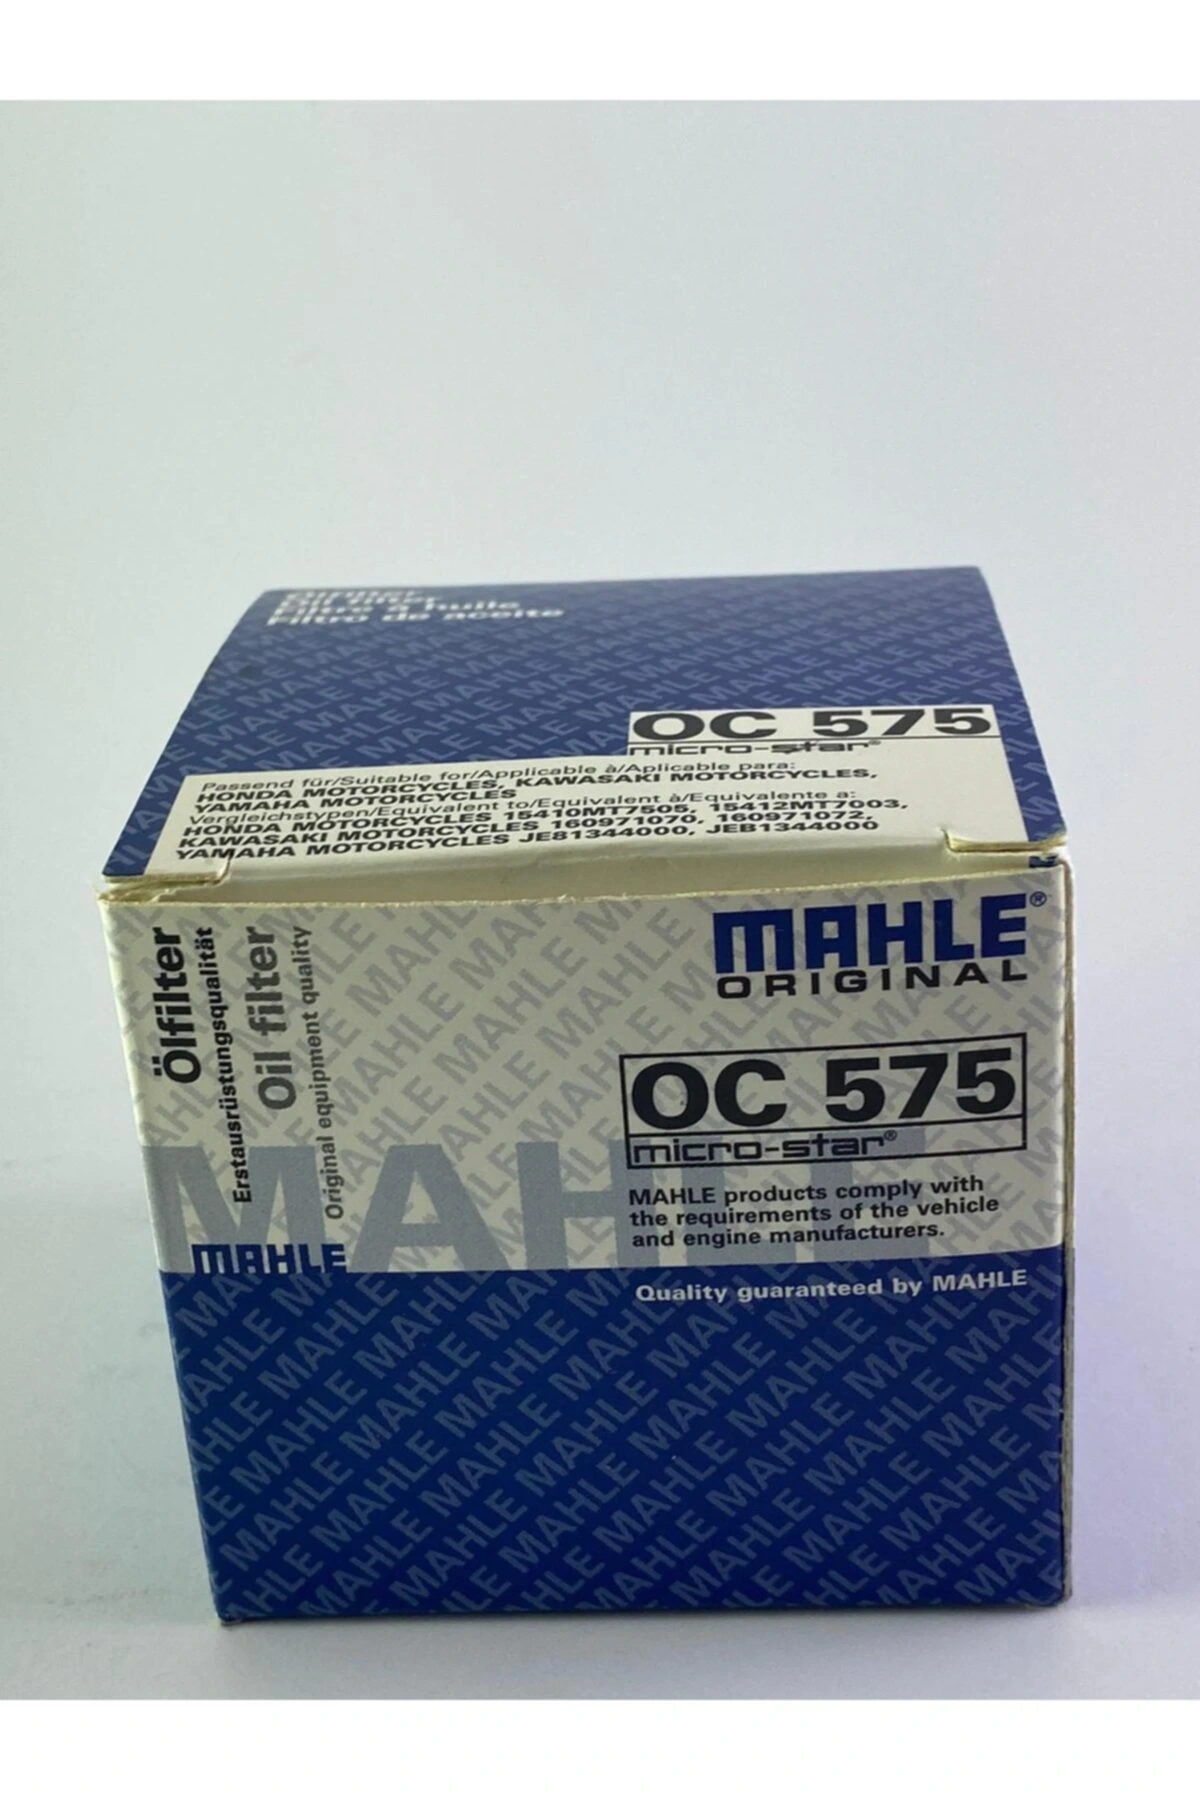 Ölfilter
Oil filter
Filtre à huile
Filtro de aceite
OC 575
micro-star®
Passend für/Suitable for/Applicable à/Aplicable para:
HONDA MOTORCYCLES, KAWASAKI MOTORCYCLES,
YAMAHA MOTORCYCLES
Vergleichstypen/Equivalent to/Equivalent à/Equivalente a:
HONDA MOTORCYCLES 15410MT7505, 15412MT7003,
KAWASAKI MOTORCYCLES 160971070, 160971072,
YAMAHA MOTORCYCLES JE81344000, JEB1344000
MAHLE®
ORIGINAL
Ölfilter
Erstausrüstungsqualität
Oil filter
Original equipment quality
OC 575
micro-star®
MAHLE products comply with
the requirements of the vehicle
and engine manufacturers.
MAHLE
MAHLE
Quality guaranteed by MAHLE